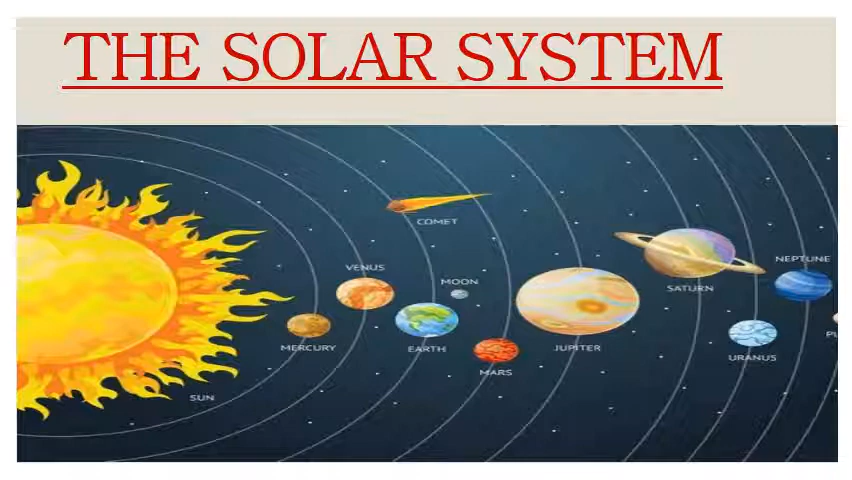 THE SOLAR SYSTEM
COMET
NEPTUNE
VENUS
MOON
SATURN
MERCURY
EARTH
JUPITER
URANUS
MARS
SUN